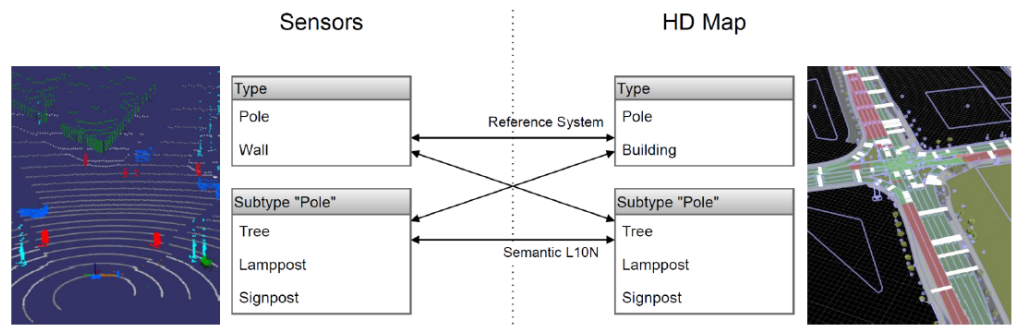 Sensors
HD Map
Type
Pole
Wall
Subtype "Pole"
Tree
Lamppost
Signpost
Reference System
Semantic L10N
Type
Pole
Building
Subtype "Pole"
Tree
Lamppost
Signpost